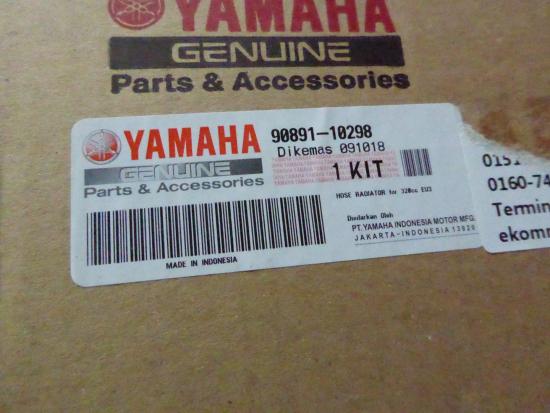 YAMAHA
GENUINE
Parts & Accessories
YAMAHA
GENUINE
Parts & Accessories
90891-10298
Dikemas 091018
1 KIT
HOSE RADIATOR for 320cc EU3
Diedarkan Oleh
PT.YAMAHA INDONESIA MOTOR MFG.
JAKARTA-INDONESIA 13920
MADE IN INDONESIA
0151
0160-74
Termin
ekomm